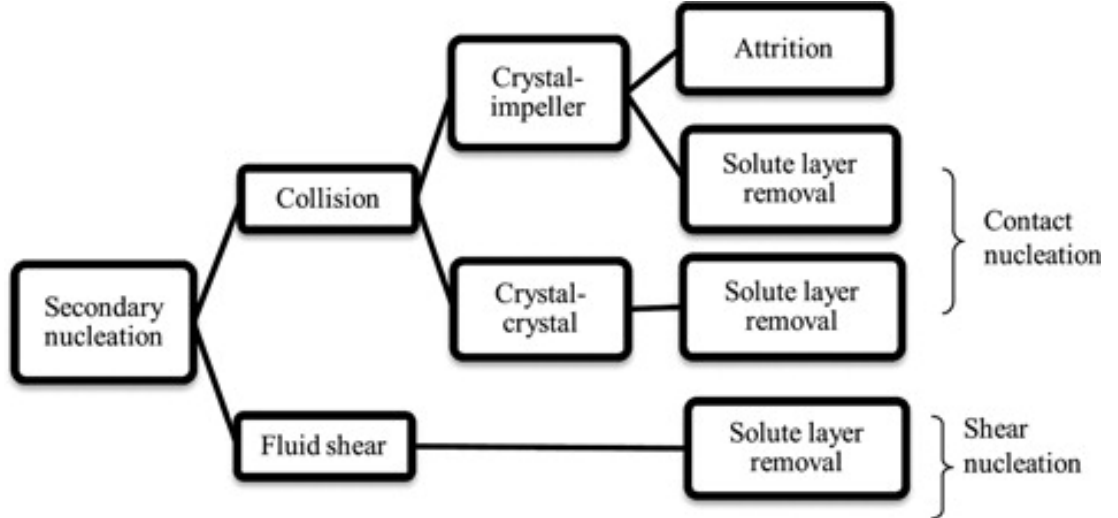 Secondary
nucleation
Collision
Fluid shear
Crystal-
impeller
Crystal-
crystal
Attrition
Solute layer
removal
Solute layer
removal
Solute layer
removal
Contact
nucleation
Shear
nucleation